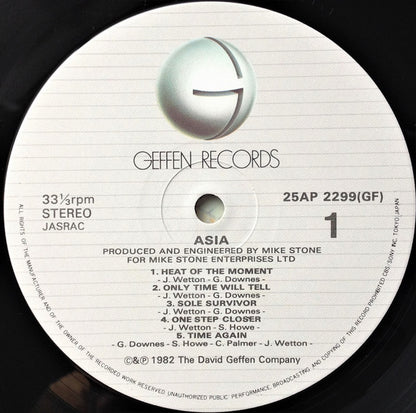 GEFFEN RECORDS
33⅓rpm
STEREO
JASRAC
25AP 2299(GF)
1
ASIA
PRODUCED AND ENGINEERED BY MIKE STONE
FOR MIKE STONE ENTERPRISES LTD
1. HEAT OF THE MOMENT
- J. Wetton - G. Downes -
2. ONLY TIME WILL TELL
- J. Wetton - G. Downes -
3. SOLE SURVIVOR
- J. Wetton - G. Downes -
4. ONE STEP CLOSER
- J. Wetton - S. Howe -
5. TIME AGAIN
G. Downes - S. Howe - C. Palmer - J. Wetton -
©&℗ 1982 The David Geffen Company
ALL RIGHTS OF THE MANUFACTURER AND OF THE OWNER OF THE RECORDED WORK RESERVED. UNAUTHORIZED PUBLIC PERFORMANCE, BROADCASTING AND COPYING OF THIS RECORD PROHIBITED. CBS/SONY INC. TOKYO JAPAN